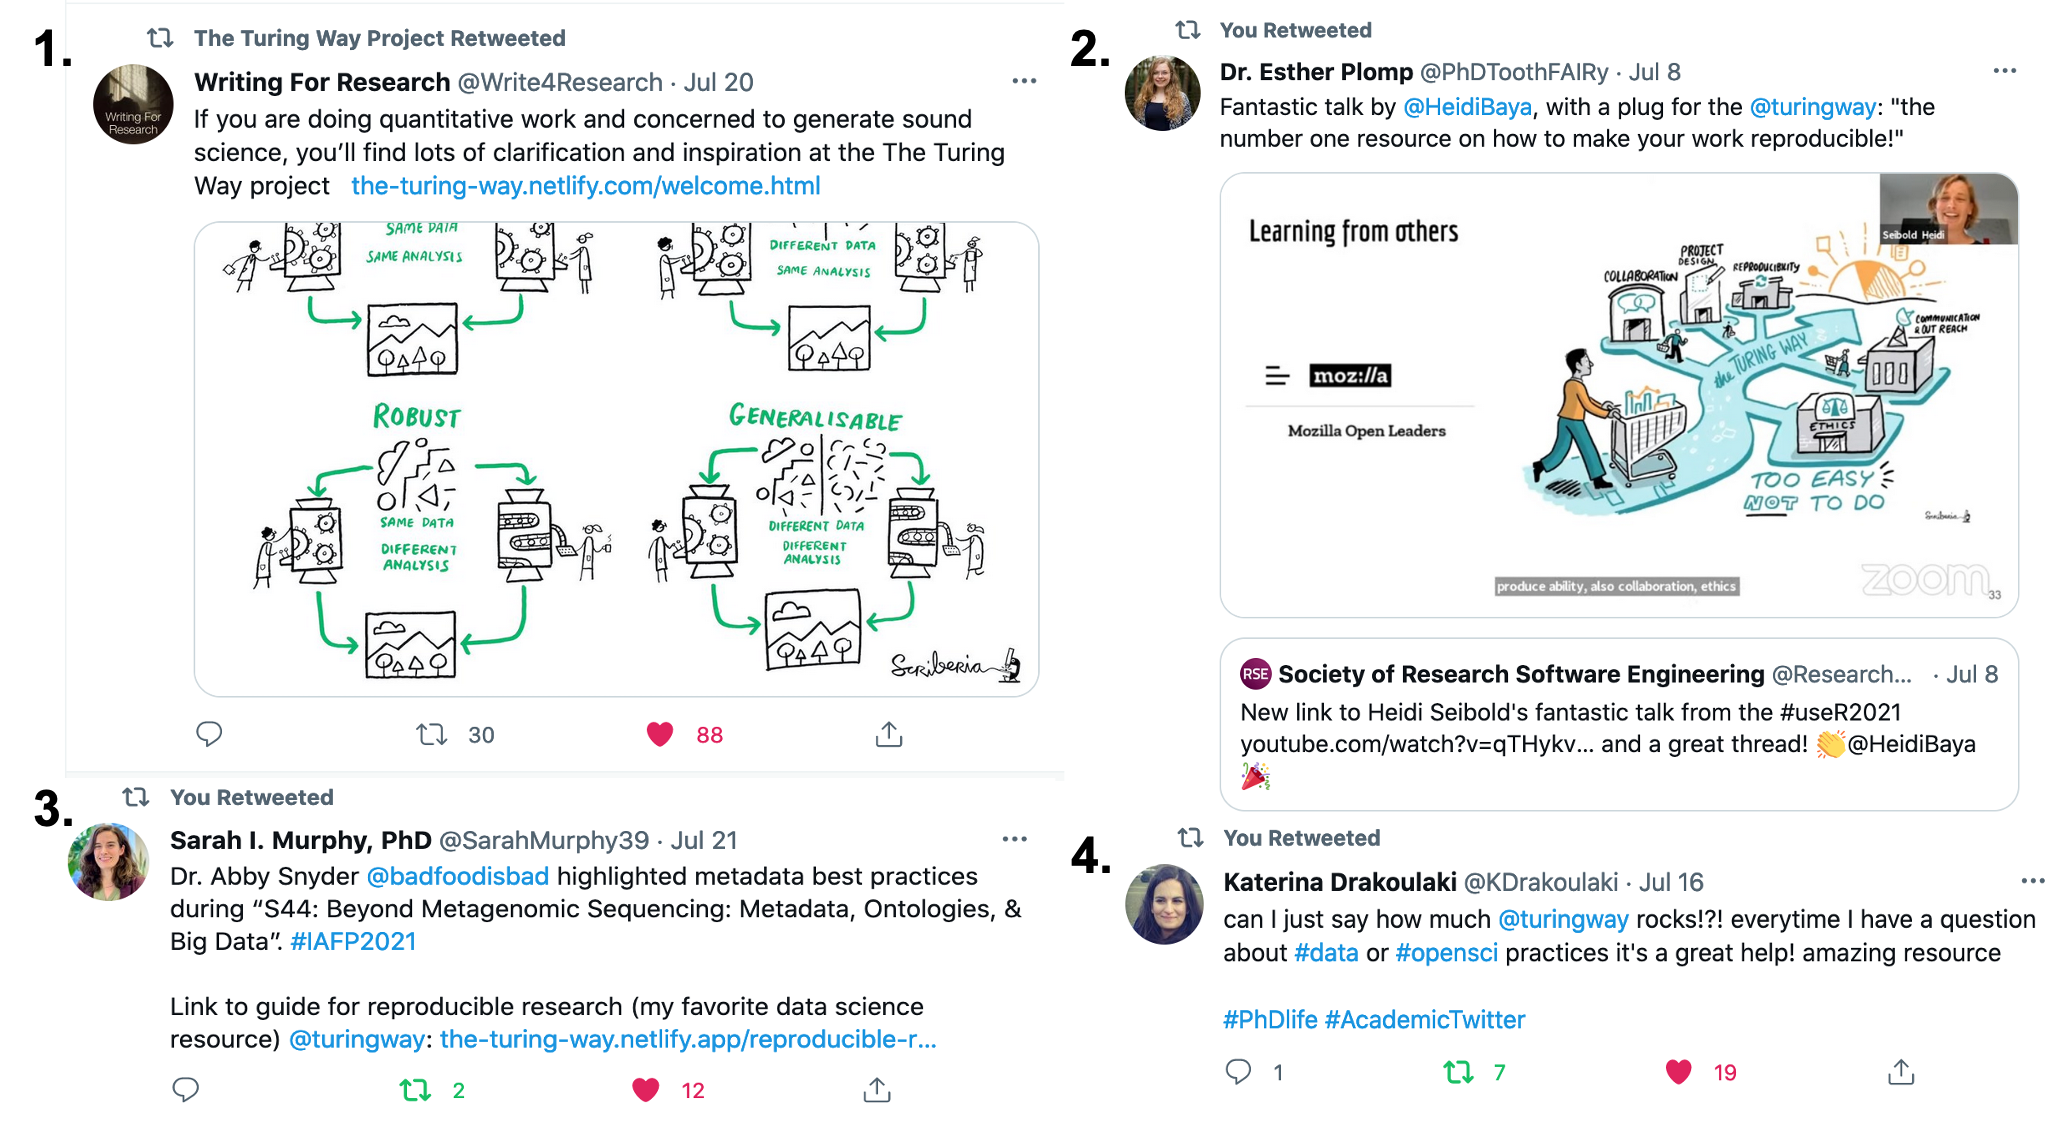 1.
The Turing Way Project Retweeted
Writing For Research @Write4Research · Jul 20
Writing For
Research
If you are doing quantitative work and concerned to generate sound
science, you’ll find lots of clarification and inspiration at the The Turing
Way project the-turing-way.netlify.com/welcome.html
SAME DATA
SAME ANALYSIS
DIFFERENT DATA
SAME ANALYSIS
ROBUST
SAME DATA
DIFFERENT
ANALYSIS
GENERALISABLE
DIFFERENT DATA
DIFFERENT
ANALYSIS
Scriberia
30
88
2.
You Retweeted
Dr. Esther Plomp @PhDToothFAIRy · Jul 8
Fantastic talk by @HeidiBaya, with a plug for the @turingway: "the
number one resource on how to make your work reproducible!"
Learning from others
Seibold Heidi
moz://a
Mozilla Open Leaders
COLLABORATION
PROJECT
DESIGN
REPRODUCIBILITY
COMMUNICATION
& OUT REACH
the TURING WAY
ETHICS
TOO EASY
NOT TO DO
Scriberia
produce ability, also collaboration, ethics
zoom
33
RSE
Society of Research Software Engineering @Research... · Jul 8
New link to Heidi Seibold's fantastic talk from the #useR2021
youtube.com/watch?v=qTHykv... and a great thread! 👏@HeidiBaya
🎉
3.
You Retweeted
Sarah I. Murphy, PhD @SarahMurphy39 · Jul 21
Dr. Abby Snyder @badfoodisbad highlighted metadata best practices
during “S44: Beyond Metagenomic Sequencing: Metadata, Ontologies, &
Big Data”. #IAFP2021
Link to guide for reproducible research (my favorite data science
resource) @turingway: the-turing-way.netlify.app/reproducible-r...
2
12
4.
You Retweeted
Katerina Drakoulaki @KDrakoulaki · Jul 16
can I just say how much @turingway rocks!?! everytime I have a question
about #data or #opensci practices it's a great help! amazing resource
#PhDlife #AcademicTwitter
1
7
19